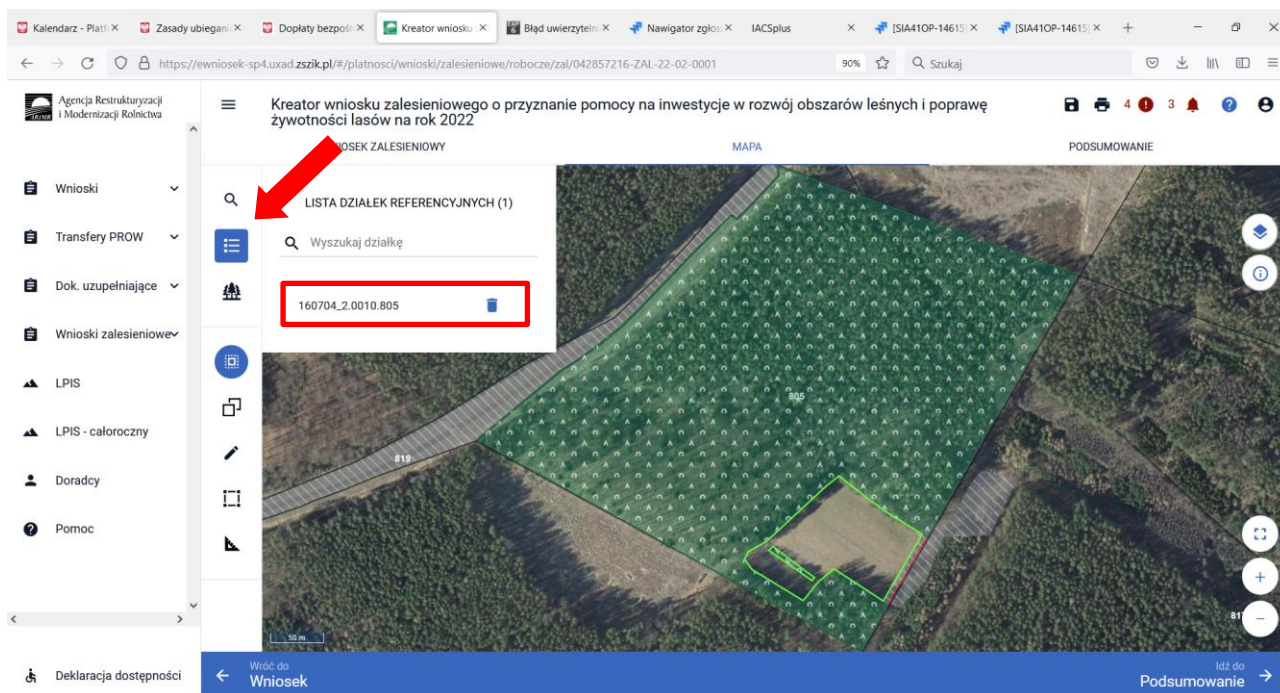 Kalendarz - Platf
Zasady ubiegani
Dopłaty bezpośr
Kreator wniosku
Błąd uwierzytelni
Nawigator zgłos
IACSplus
[SIA41OP-14615]
[SIA41OP-14615]
https://ewniosek-sp4.uxad.zszik.pl/#/platnosci/wnioski/zalesieniowe/robocze/zal/042857216-ZAL-22-02-0001
90%
Szukaj
Agencja Restrukturyzacji
i Modernizacji Rolnictwa
Kreator wniosku zalesieniowego o przyznanie pomocy na inwestycje w rozwój obszarów leśnych i poprawę
żywotności lasów na rok 2022
4
3
IOSEK ZALESIENIOWY
MAPA
PODSUMOWANIE
Wnioski
Transfery PROW
Dok. uzupełniające
Wnioski zalesieniowe
LPIS
LPIS - całoroczny
Doradcy
Pomoc
Deklaracja dostępności
LISTA DZIAŁEK REFERENCYJNYCH (1)
Wyszukaj działkę
160704_2.0010.805
805
819
81
50 m
Wróć do
Wniosek
Idź do
Podsumowanie